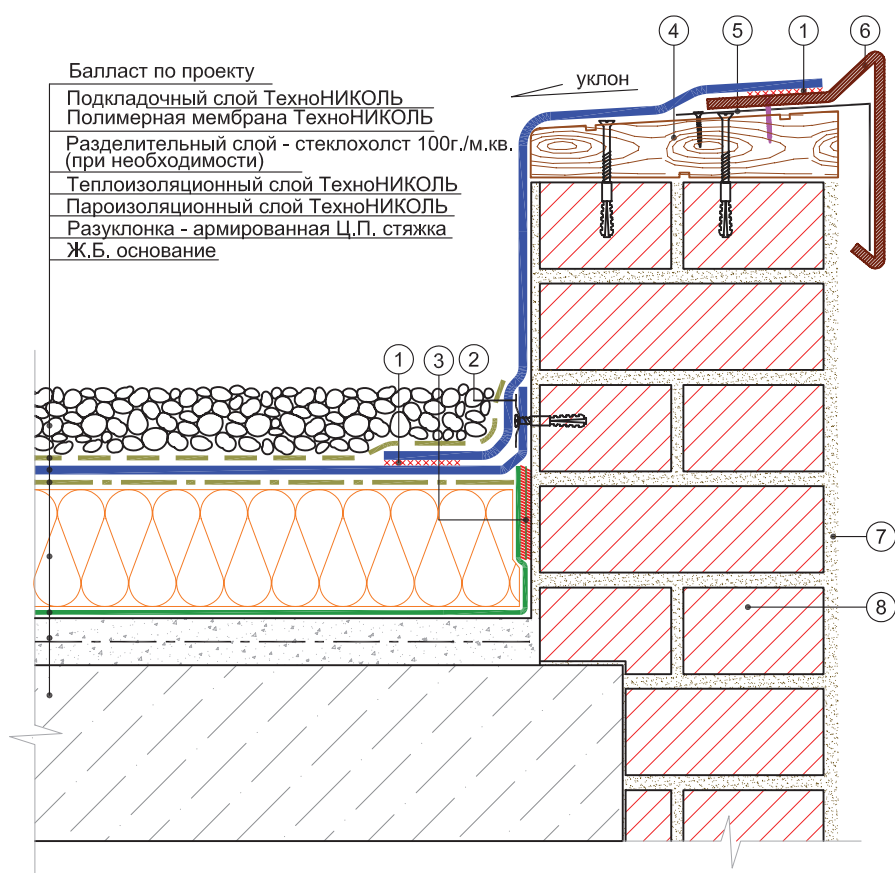 4
5
1
6
Балласт по проекту
уклон
Подкладочный слой ТехноНИКОЛЬ
Полимерная мембрана ТехноНИКОЛЬ
Разделительный слой - стеклохолст 100г./м.кв.
(при необходимости)
Теплоизоляционный слой ТехноНИКОЛЬ
Пароизоляционный слой ТехноНИКОЛЬ
Разуклонка - армированная Ц.П. стяжка
Ж.Б. основание
1
3
2
1
7
8